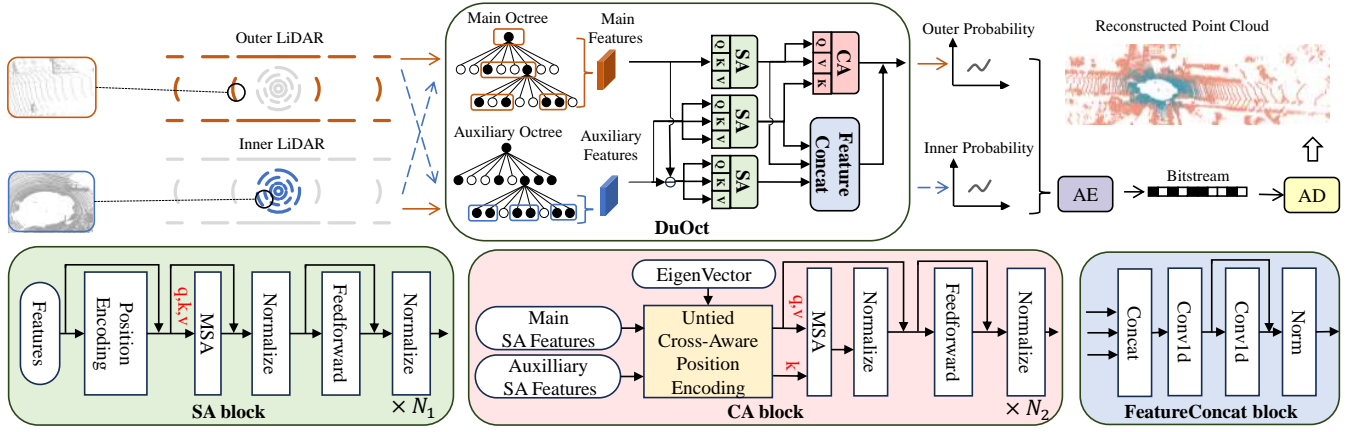 Outer LiDAR
Inner LiDAR
Main Octree
Main
Features
Auxiliary Octree
Auxiliary
Features
Q
K
V
SA
Q
K
V
SA
Q
K
V
SA
Q
V
K
CA
Feature
Concat
DuOct
Outer Probability
Inner Probability
Reconstructed Point Cloud
AE
Bitstream
AD
Features
Position
Encoding
q,k,v
MSA
Normalize
Feedforward
Normalize
SA block
× N1
EigenVector
Main
SA Features
Auxilliary
SA Features
Untied
Cross-Aware
Position
Encoding
q,v
k
MSA
Normalize
Feedforward
Normalize
CA block
× N2
Concat
Conv1d
Conv1d
Norm
FeatureConcat block